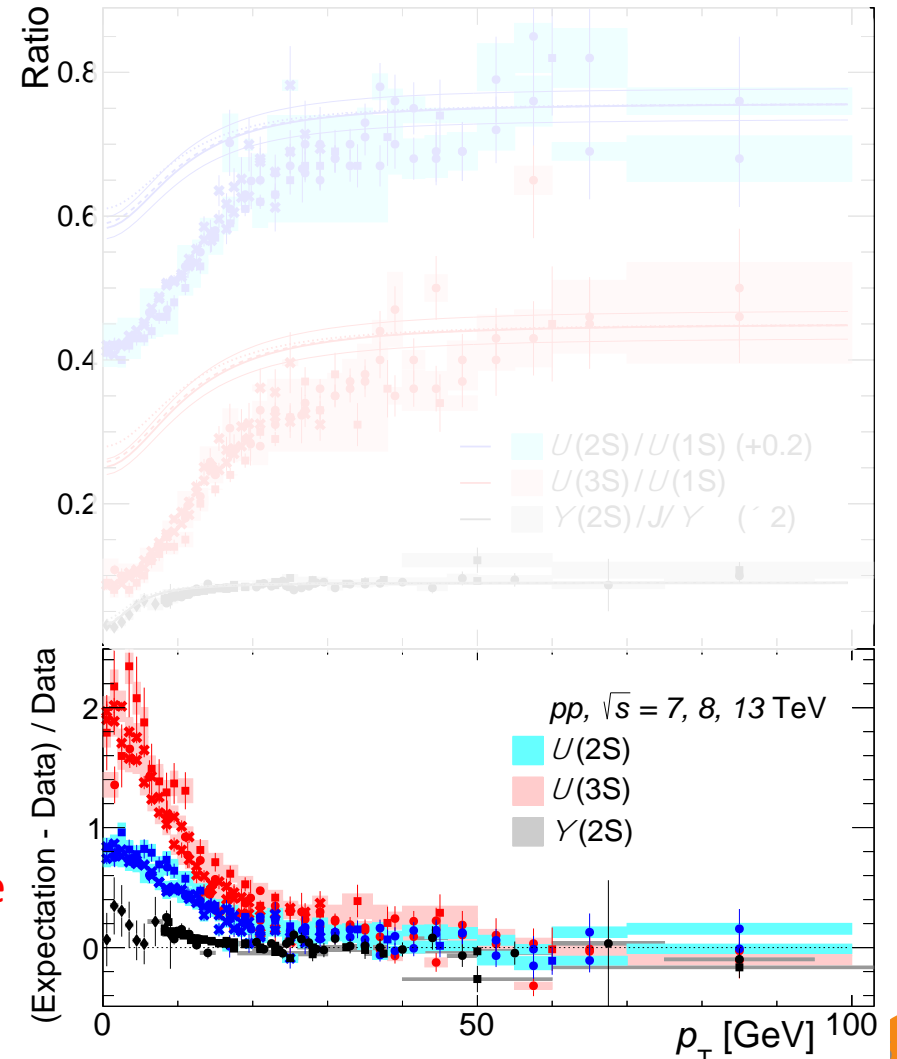 Ratio
0.8
0.6
0.4
0.2
U(2S)/U(1S) (+0.2)
U(3S)/U(1S)
Y(2S)/J/Y (´ 2)
(Expectation - Data) / Data
2
1
0
pp, √s = 7, 8, 13 TeV
U(2S)
U(3S)
Y(2S)
0
50
100
p_T [GeV]